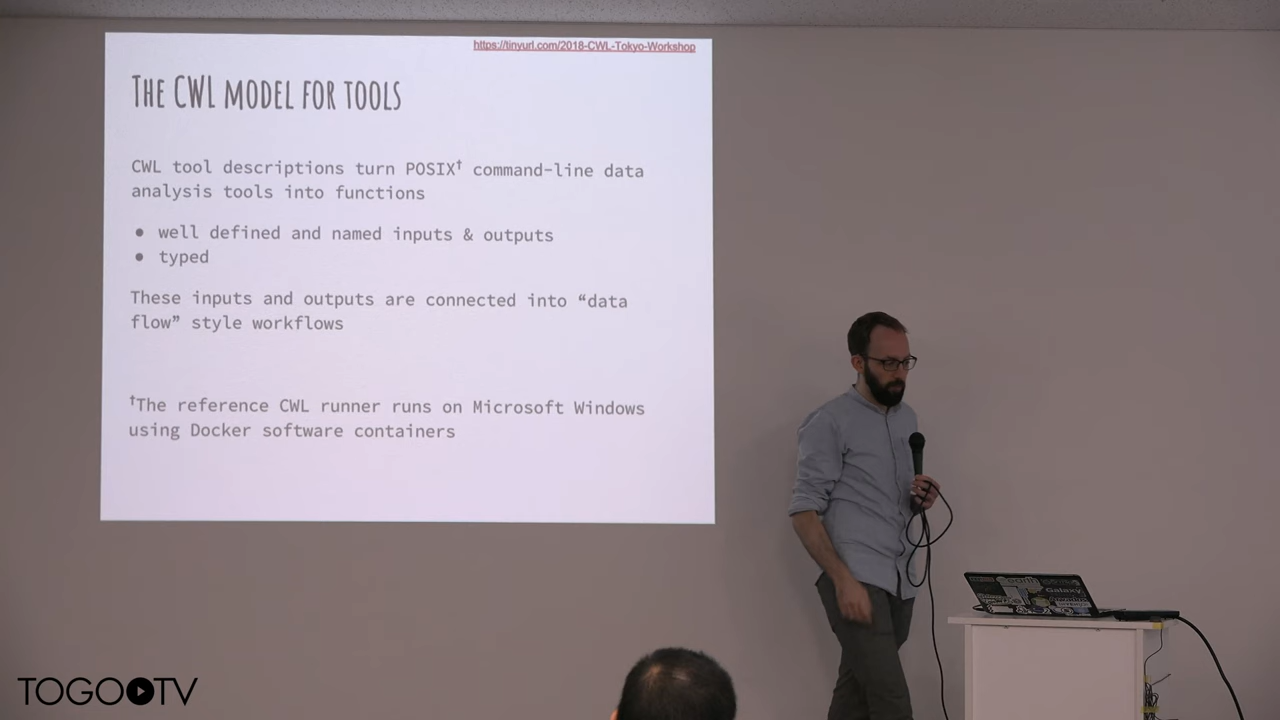 https://tinyurl.com/2018-CWL-Tokyo-Workshop
THE CWL MODEL FOR TOOLS
CWL tool descriptions turn POSIX† command-line data
analysis tools into functions
● well defined and named inputs & outputs
● typed
These inputs and outputs are connected into “data
flow” style workflows
†The reference CWL runner runs on Microsoft Windows
using Docker software containers
Galaxy
TOGOTV